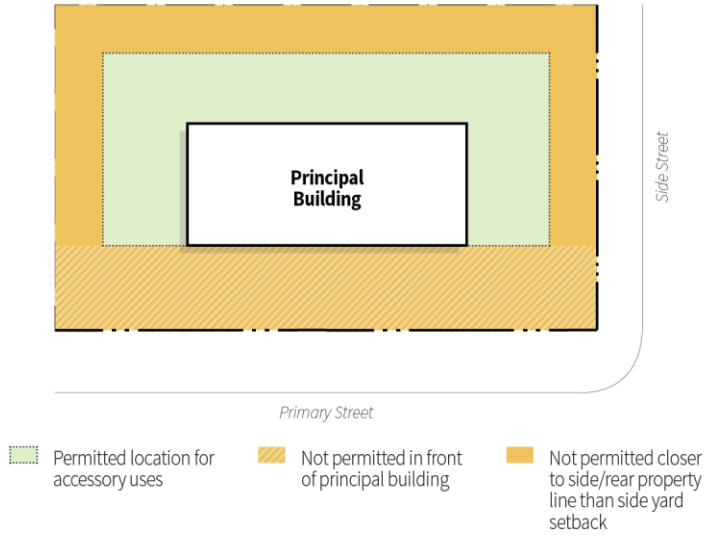 Principal
Building
Side Street
Primary Street
Permitted location for
accessory uses
Not permitted in front
of principal building
Not permitted closer
to side/rear property
line than side yard
setback